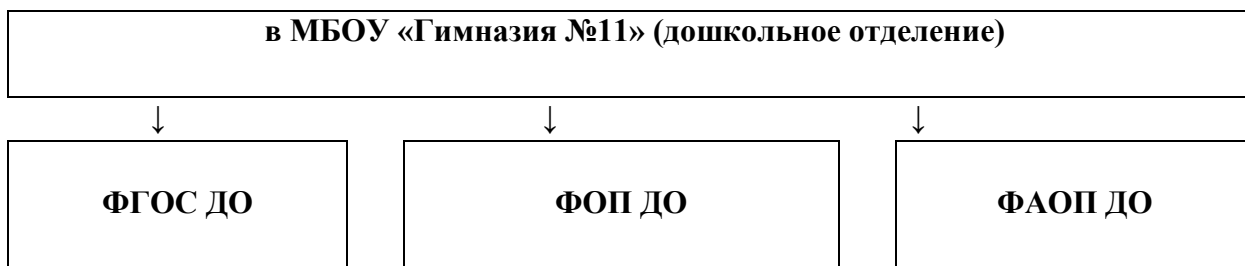 в МБОУ «Гимназия №11» (дошкольное отделение)
↓ ↓ ↓
ФГОС ДО ФОП ДО ФАОП ДО